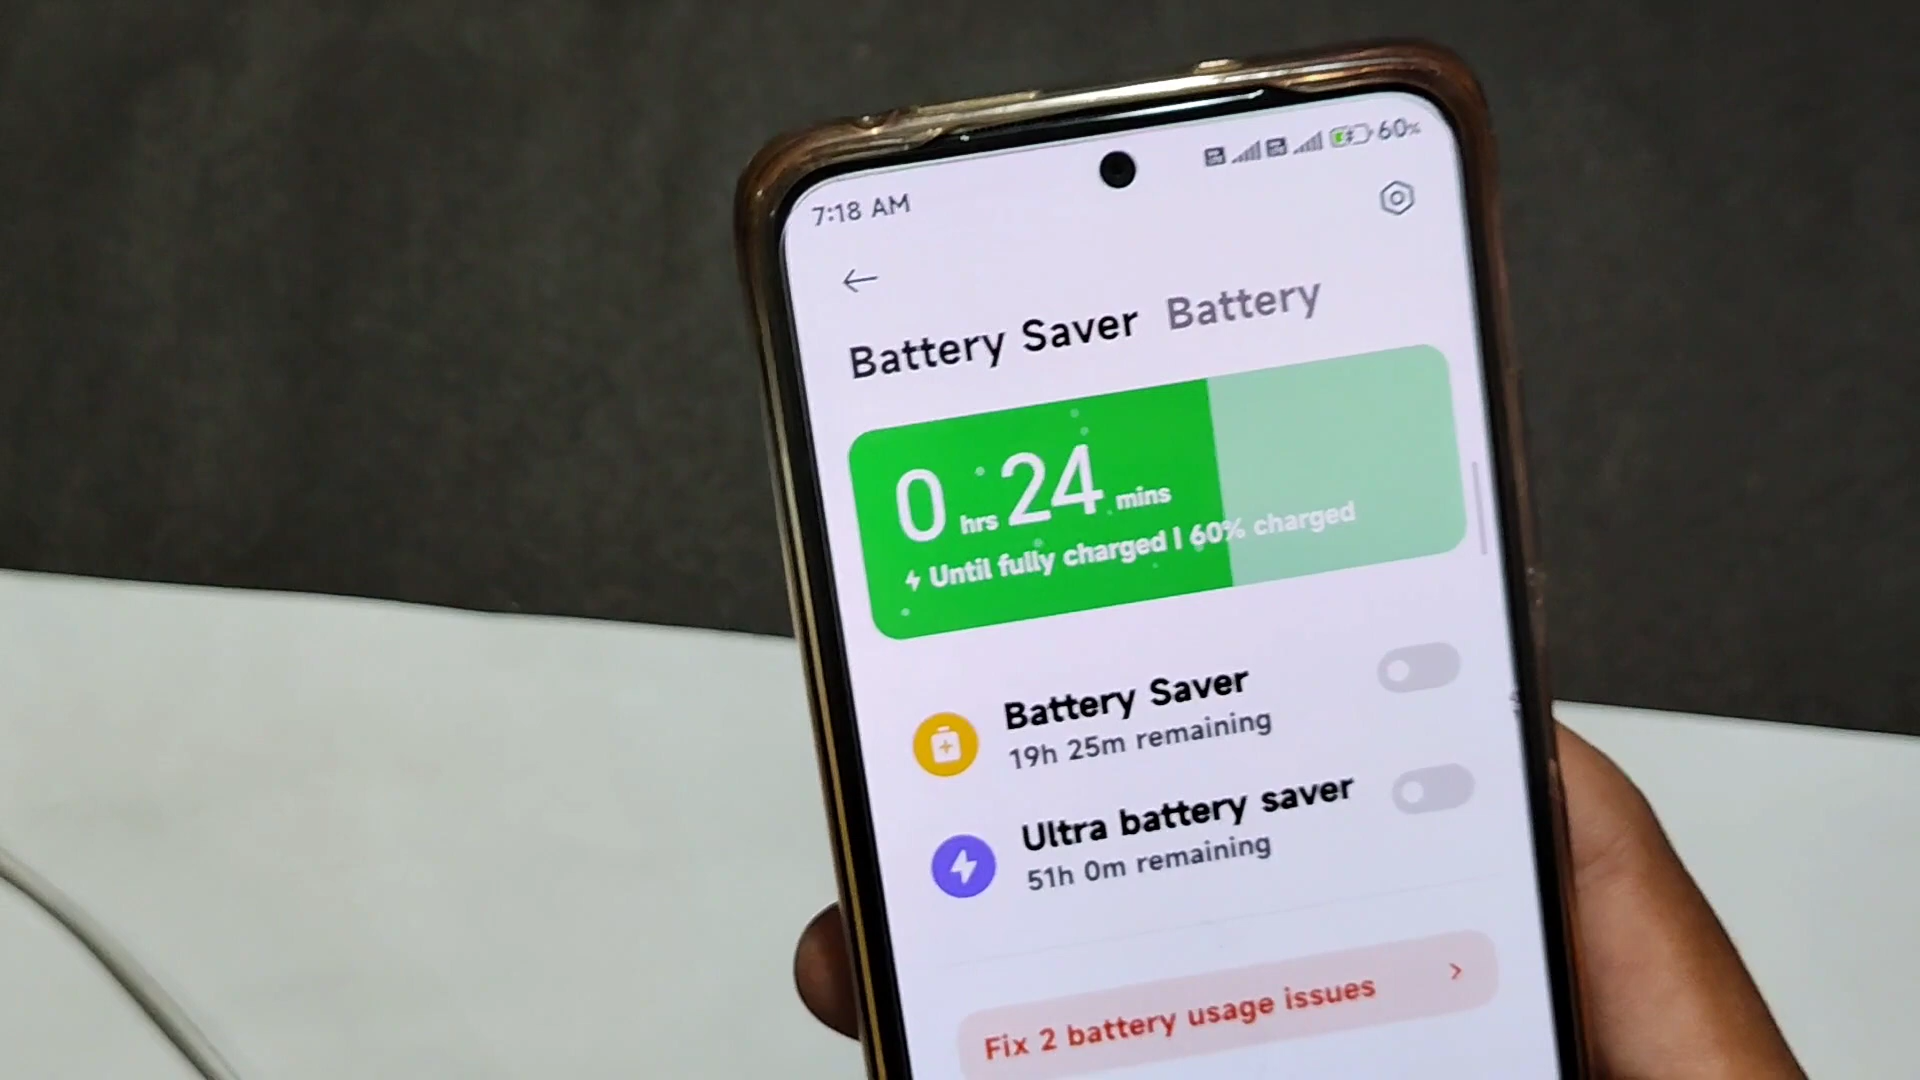 7:18 AM
60%
Battery Saver Battery
0 hrs 24 mins
Until fully charged | 60% charged
Battery Saver
19h 25m remaining
Ultra battery saver
51h 0m remaining
Fix 2 battery usage issues